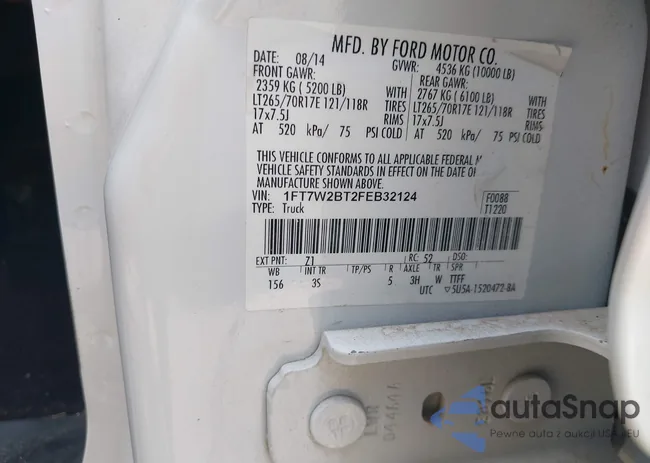 MFD. BY FORD MOTOR CO.
DATE: 08/14 GVWR: 4536 KG (10000 LB)
FRONT GAWR: REAR GAWR:
2359 KG ( 5200 LB) WITH 2767 KG ( 6100 LB) WITH
LT265/70R17E 121/118R TIRES LT265/70R17E 121/118R TIRES
17x7.5J RIMS 17x7.5J RIMS
AT 520 kPa/ 75 PSI COLD AT 520 kPa/ 75 PSI COLD
THIS VEHICLE CONFORMS TO ALL APPLICABLE FEDERAL M
VEHICLE SAFETY STANDARDS IN EFFECT ON THE DATE OF
MANUFACTURE SHOWN ABOVE.
VIN: 1FT7W2BT2FEB32124 F0088
TYPE: Truck T1220
EXT PNT: Z1 RC: 52 DSO:
WB INT TR TP/PS R AXLE TR SPR
156 3S 5 3H W TTFF
UTC ▽5U5A-1520472-BA
autaSnap
Pewne auta z aukcji USA i EU